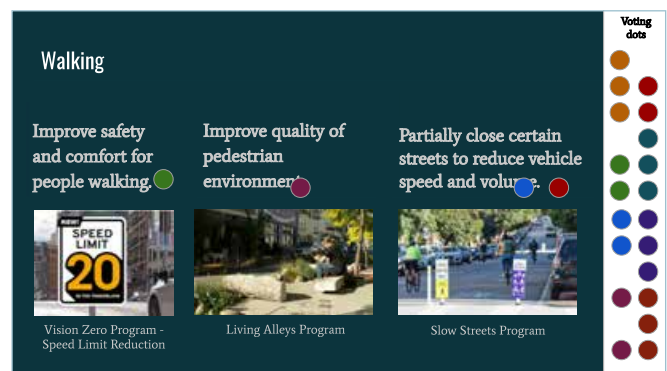 Voting
dots
Walking
Improve safety
and comfort for
people walking.
Improve quality of
pedestrian
environment.
Partially close certain
streets to reduce vehicle
speed and volume.
NEW!
SPEED
LIMIT
20
Vision Zero Program -
Speed Limit Reduction
Living Alleys Program
Slow Streets Program